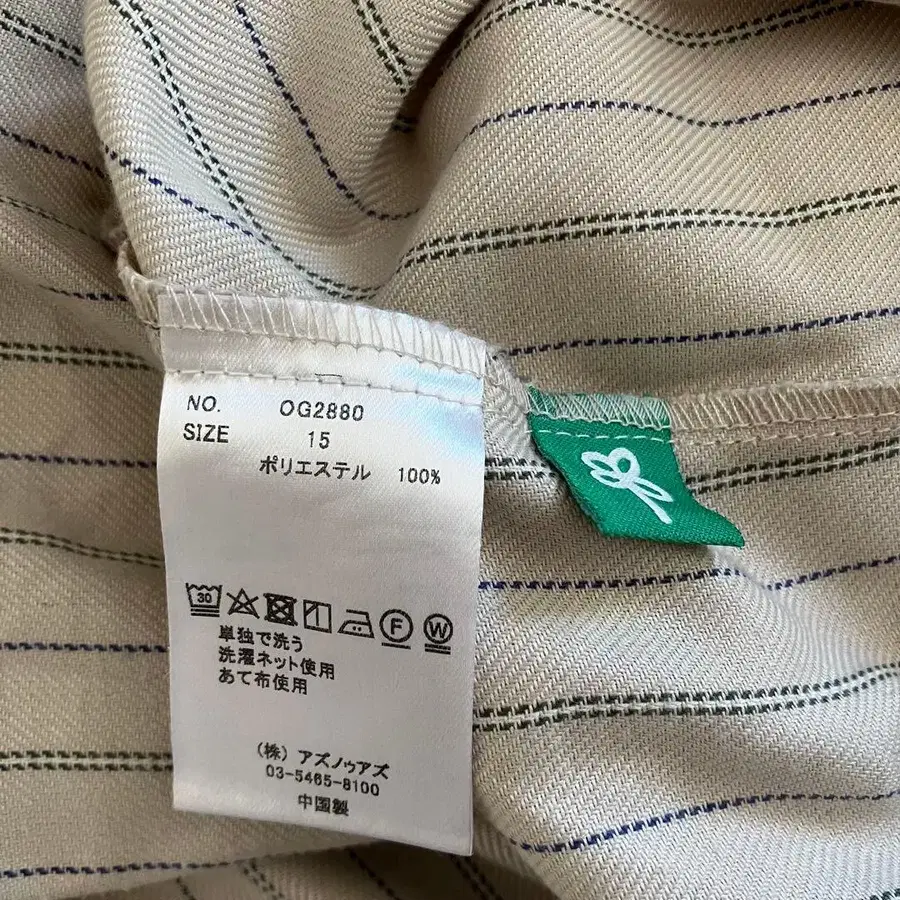 NO. OG2880
SIZE 15
ポリエステル 100%
30
F
W
単独で洗う
洗濯ネット使用
あて布使用
(株) アズノゥアズ
03-5465-8100
中国製